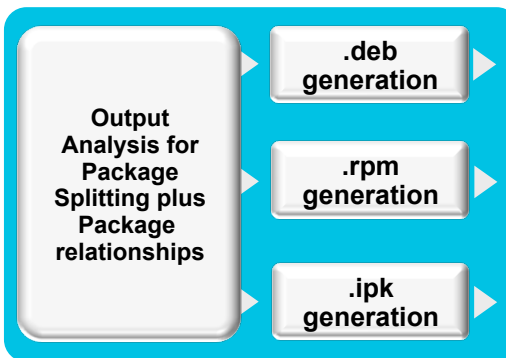 Output
Analysis for
Package
Splitting plus
Package
relationships
.deb
generation
.rpm
generation
.ipk
generation